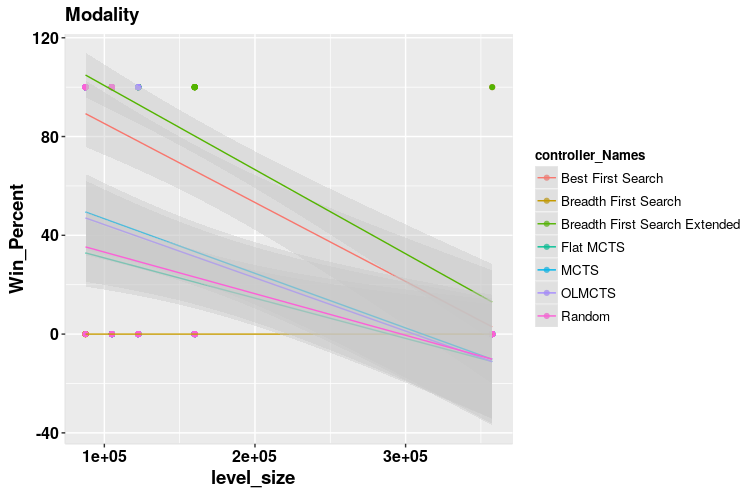 Modality
120
80
40
0
-40
Win_Percent
1e+05
2e+05
3e+05
level_size
controller_Names
Best First Search
Breadth First Search
Breadth First Search Extended
Flat MCTS
MCTS
OLMCTS
Random